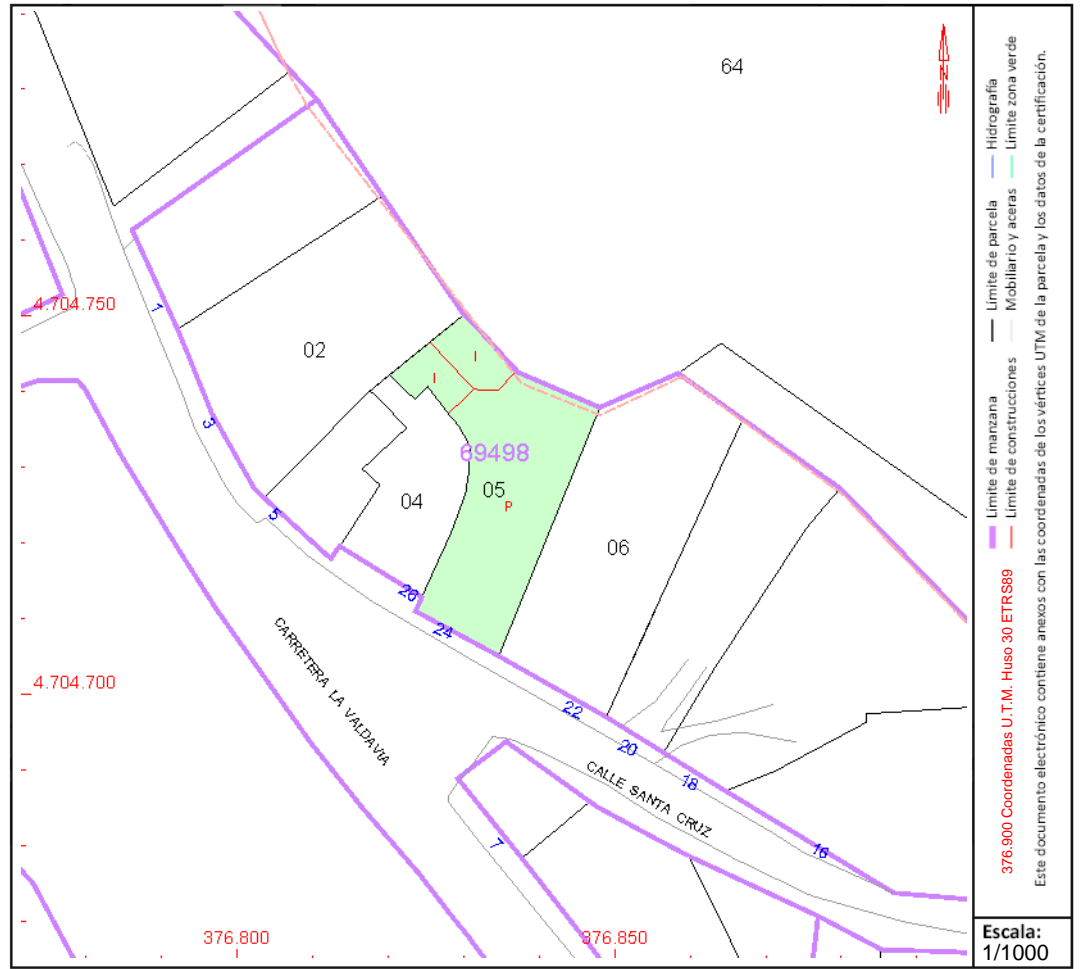 64
N
4.704.750
1
02
I
I
3
69498
05
P
04
5
06
26
24
CARRETERA LA VALDAVIA
4.704.700
22
20
18
CALLE SANTA CRUZ
16
7
376.800
376.850
376.900 Coordenadas U.T.M. Huso 30 ETRS89
Límite de manzana
Límite de parcela
Hidrografía
Límite de construcciones
Mobiliario y aceras
Límite zona verde
Este documento electrónico contiene anexos con las coordenadas de los vértices UTM de la parcela y los datos de la certificación.
Escala:
1/1000